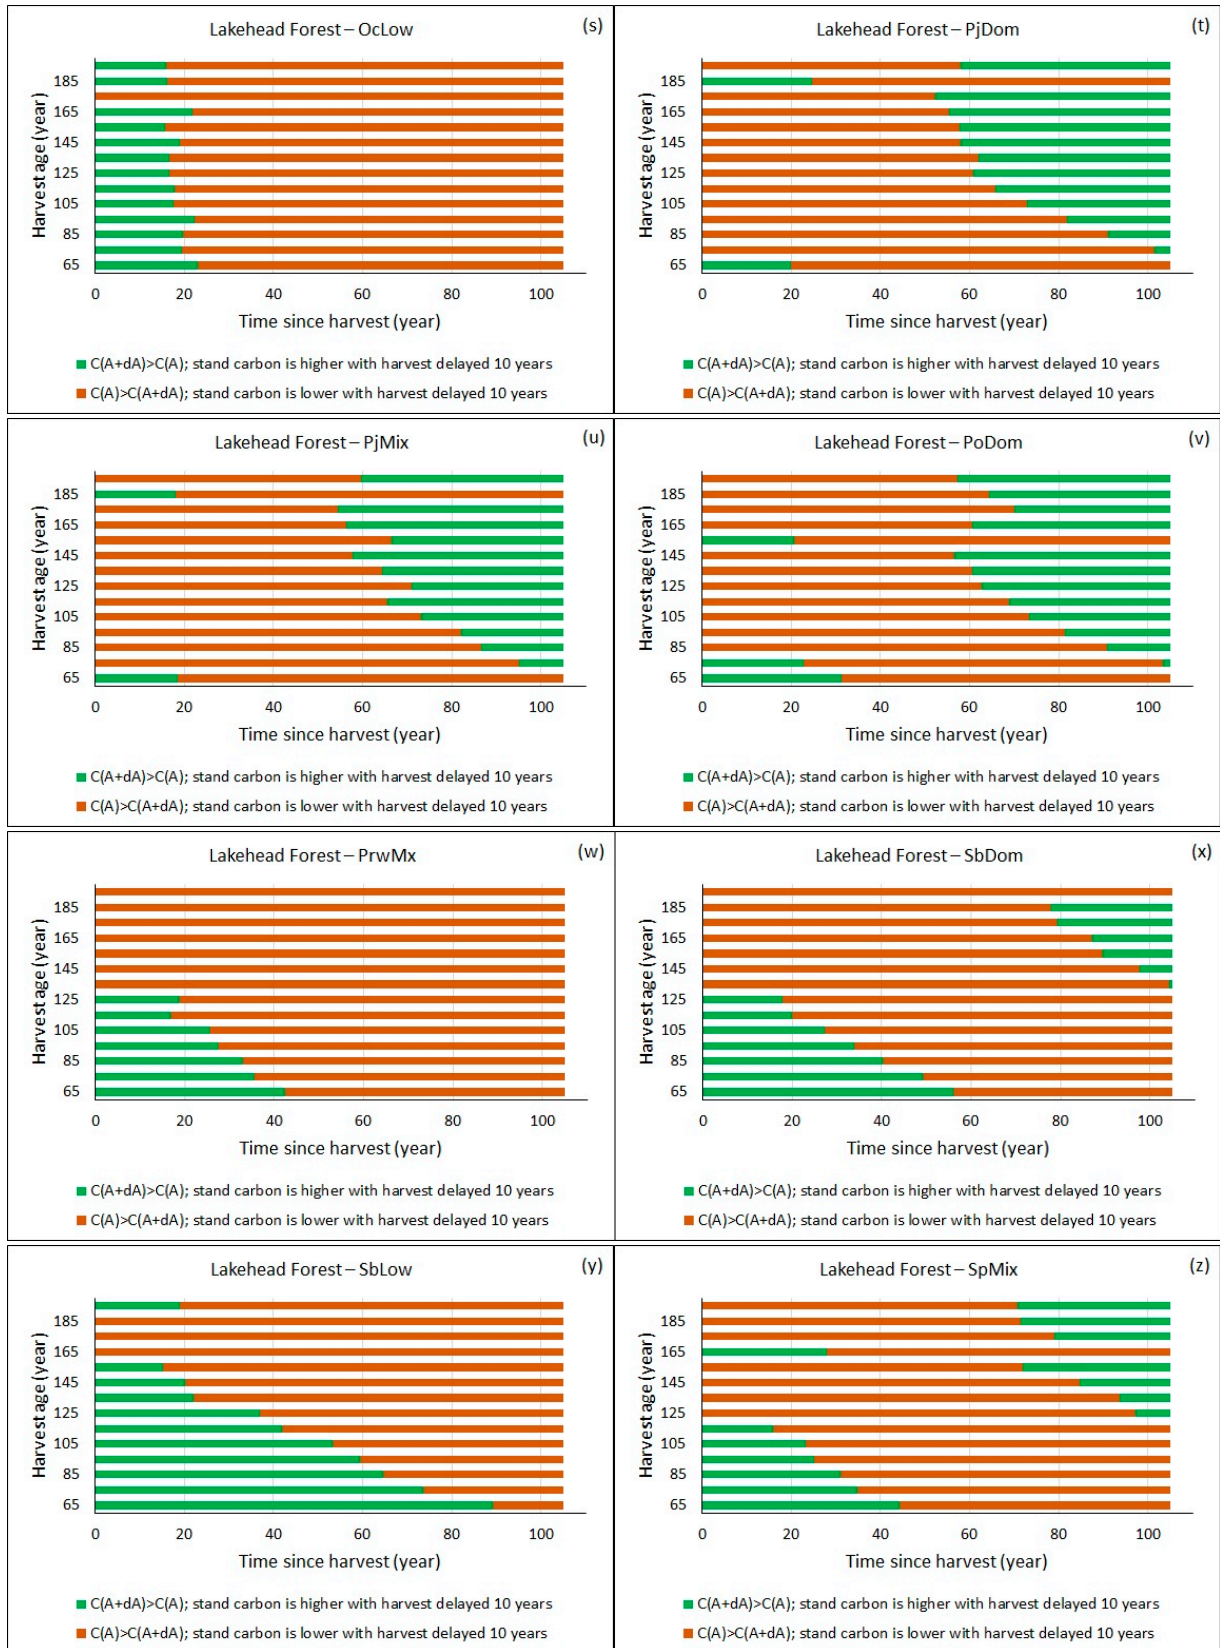 Lakehead Forest – OcLow (s)
Harvest age (year)
185
165
145
125
105
85
65
0 20 40 60 80 100
Time since harvest (year)
C(A+dA)>C(A); stand carbon is higher with harvest delayed 10 years
C(A)>C(A+dA); stand carbon is lower with harvest delayed 10 years
Lakehead Forest – PjDom (t)
Harvest age (year)
185
165
145
125
105
85
65
0 20 40 60 80 100
Time since harvest (year)
C(A+dA)>C(A); stand carbon is higher with harvest delayed 10 years
C(A)>C(A+dA); stand carbon is lower with harvest delayed 10 years
Lakehead Forest – PjMix (u)
Harvest age (year)
185
165
145
125
105
85
65
0 20 40 60 80 100
Time since harvest (year)
C(A+dA)>C(A); stand carbon is higher with harvest delayed 10 years
C(A)>C(A+dA); stand carbon is lower with harvest delayed 10 years
Lakehead Forest – PoDom (v)
Harvest age (year)
185
165
145
125
105
85
65
0 20 40 60 80 100
Time since harvest (year)
C(A+dA)>C(A); stand carbon is higher with harvest delayed 10 years
C(A)>C(A+dA); stand carbon is lower with harvest delayed 10 years
Lakehead Forest – PrwMx (w)
Harvest age (year)
185
165
145
125
105
85
65
0 20 40 60 80 100
Time since harvest (year)
C(A+dA)>C(A); stand carbon is higher with harvest delayed 10 years
C(A)>C(A+dA); stand carbon is lower with harvest delayed 10 years
Lakehead Forest – SbDom (x)
Harvest age (year)
185
165
145
125
105
85
65
0 20 40 60 80 100
Time since harvest (year)
C(A+dA)>C(A); stand carbon is higher with harvest delayed 10 years
C(A)>C(A+dA); stand carbon is lower with harvest delayed 10 years
Lakehead Forest – SbLow (y)
Harvest age (year)
185
165
145
125
105
85
65
0 20 40 60 80 100
Time since harvest (year)
C(A+dA)>C(A); stand carbon is higher with harvest delayed 10 years
C(A)>C(A+dA); stand carbon is lower with harvest delayed 10 years
Lakehead Forest – SpMix (z)
Harvest age (year)
185
165
145
125
105
85
65
0 20 40 60 80 100
Time since harvest (year)
C(A+dA)>C(A); stand carbon is higher with harvest delayed 10 years
C(A)>C(A+dA); stand carbon is lower with harvest delayed 10 years